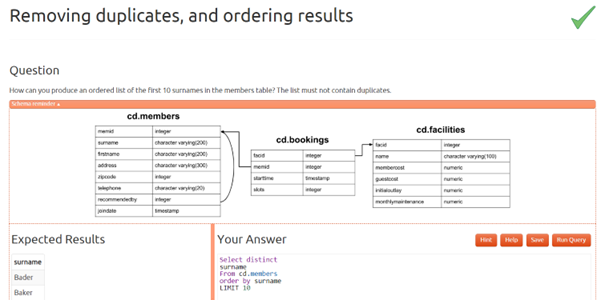 Removing duplicates, and ordering results
Question
How can you produce an ordered list of the first 10 surnames in the members table? The list must not contain duplicates.
Schema reminder
cd.members
memid integer
surname character varying(200)
firstname character varying(200)
address character varying(300)
zipcode integer
telephone character varying(20)
recommendedby integer
joindate timestamp
cd.bookings
facid integer
memid integer
starttime timestamp
slots integer
cd.facilities
facid integer
name character varying(100)
membercost numeric
guestcost numeric
initialoutlay numeric
monthlymaintenance numeric
Expected Results
surname
Bader
Baker
Your Answer
Hint Help Save Run Query
Select distinct
surname
From cd.members
order by surname
LIMIT 10